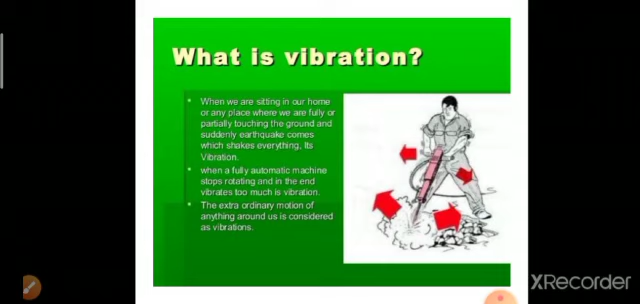 What is vibration?
When we are sitting in our home
or any place where we are fully or
partially touching the ground and
suddenly earthquake comes
which shakes everything, Its
Vibration.
when a fully automatic machine
stops rotating and in the end
vibrates too much is vibration.
The extra ordinary motion of
anything around us is considered
as vibrations.
XRecorder